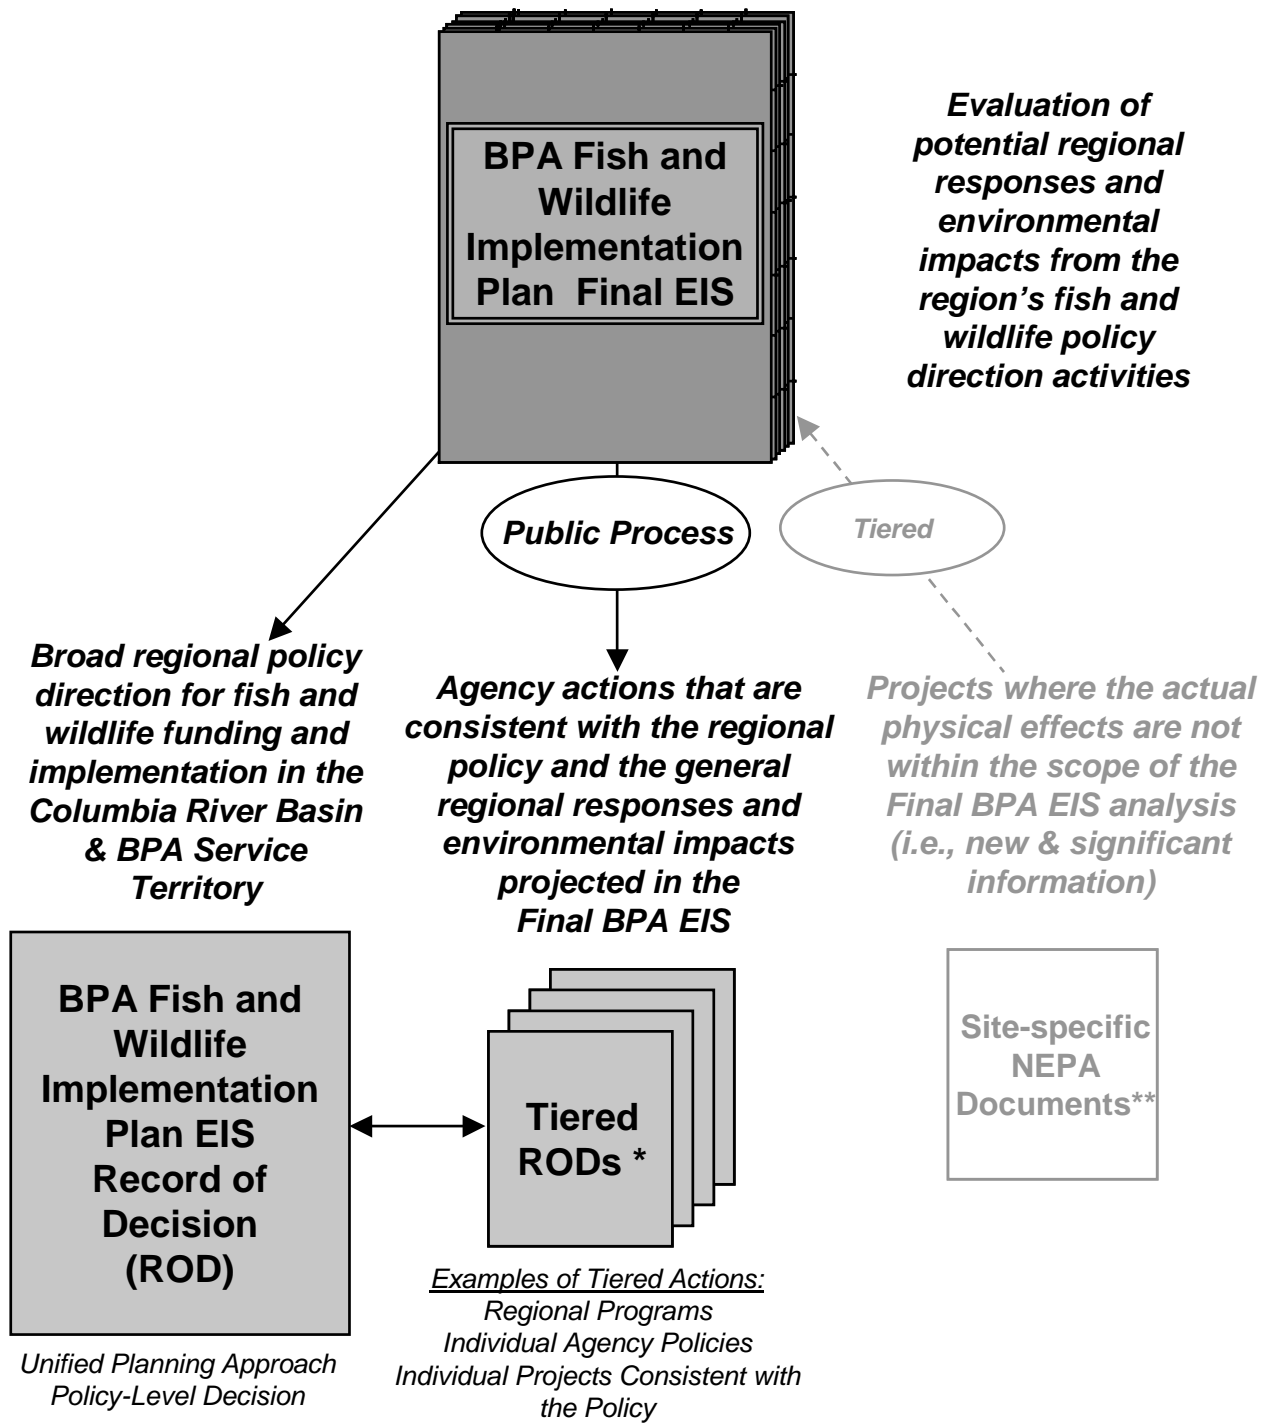 BPA Fish and
Wildlife
Implementation
Plan  Final EIS
Evaluation of
potential regional
responses and
environmental
impacts from the
region’s fish and
wildlife policy
direction activities
Public Process
Tiered
Broad regional policy
direction for fish and
wildlife funding and
implementation in the
Columbia River Basin
& BPA Service
Territory
Agency actions that are
consistent with the regional
policy and the general
regional responses and
environmental impacts
projected in the
Final BPA EIS
Projects where the actual
physical effects are not
within the scope of the
Final BPA EIS analysis
(i.e., new & significant
information)
BPA Fish and
Wildlife
Implementation
Plan EIS
Record of
Decision
(ROD)
Tiered
RODs *
Site-specific
NEPA
Documents**
Unified Planning Approach
Policy-Level Decision
Examples of Tiered Actions:
Regional Programs
Individual Agency Policies
Individual Projects Consistent with
the Policy